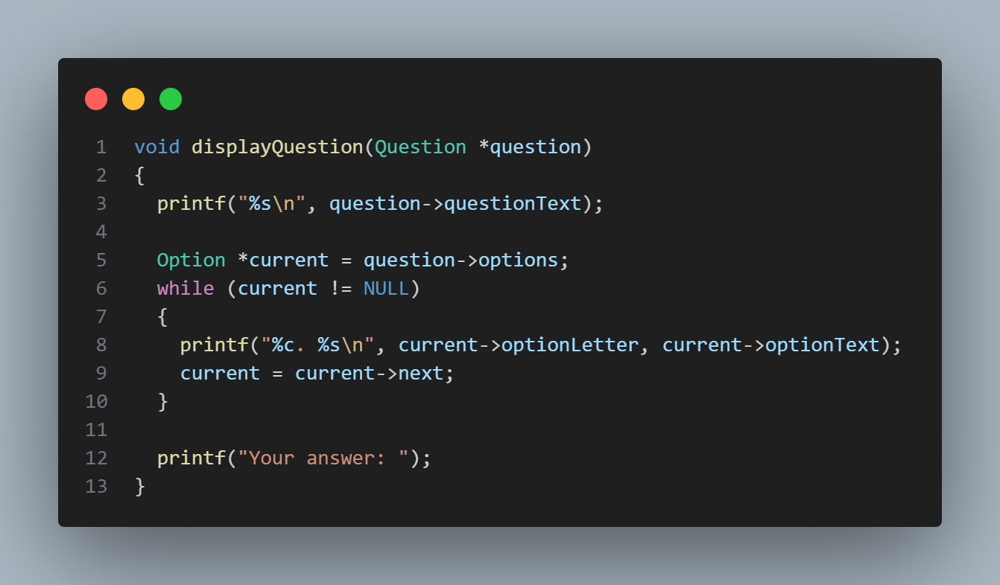 1 void displayQuestion(Question *question)
2 {
3   printf("%s\n", question->questionText);
4
5   Option *current = question->options;
6   while (current != NULL)
7   {
8     printf("%c. %s\n", current->optionLetter, current->optionText);
9     current = current->next;
10   }
11
12   printf("Your answer: ");
13 }